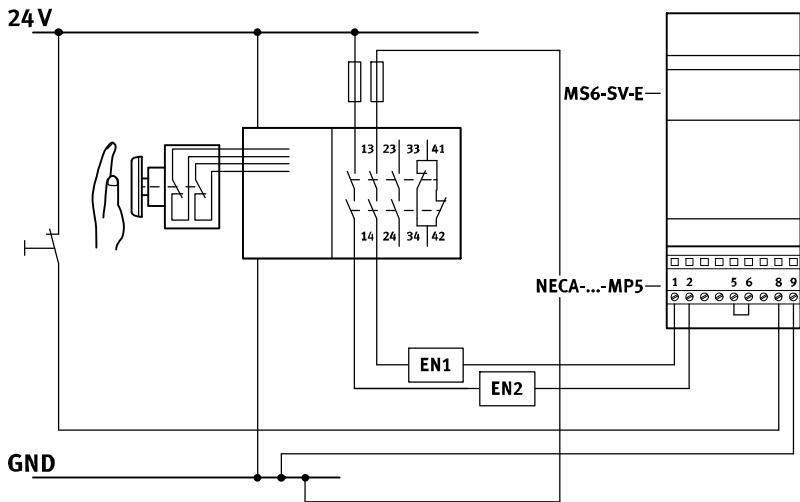 24 V
MS6-SV-E
13 23 33 41
14 24 34 42
NECA-...-MP5
1 2 5 6 8 9
EN1
EN2
GND